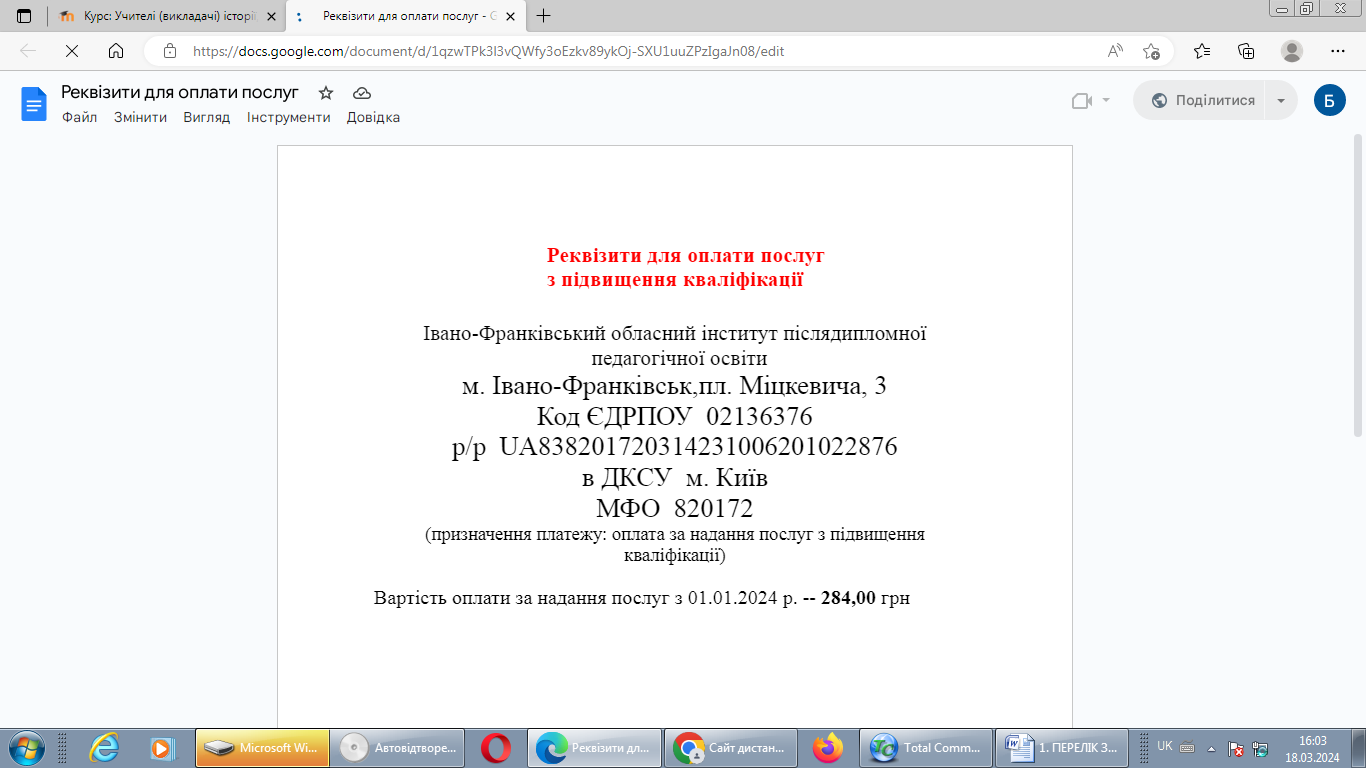 Курс: Учителі (викладачі) історії
Реквізити для оплати послуг - G
https://docs.google.com/document/d/1qzwTPk3l3vQWfy3oEzkv89ykOj-SXU1uuZPzIgaJn08/edit
Реквізити для оплати послуг
Файл Змінити Вигляд Інструменти Довідка
Поділитися
Б
Реквізити для оплати послуг
з підвищення кваліфікації
Івано-Франківський обласний інститут післядипломної
педагогічної освіти
м. Івано-Франківськ,пл. Міцкевича, 3
Код ЄДРПОУ 02136376
р/р UA838201720314231006201022876
в ДКСУ м. Київ
МФО 820172
(призначення платежу: оплата за надання послуг з підвищення
кваліфікації)
Вартість оплати за надання послуг з 01.01.2024 р. -- 284,00 грн
Microsoft Wi... Автовідтворе... Реквізити дл... Сайт дистан... Total Comm... 1. ПЕРЕЛІК З... UK 16:03
18.03.2024